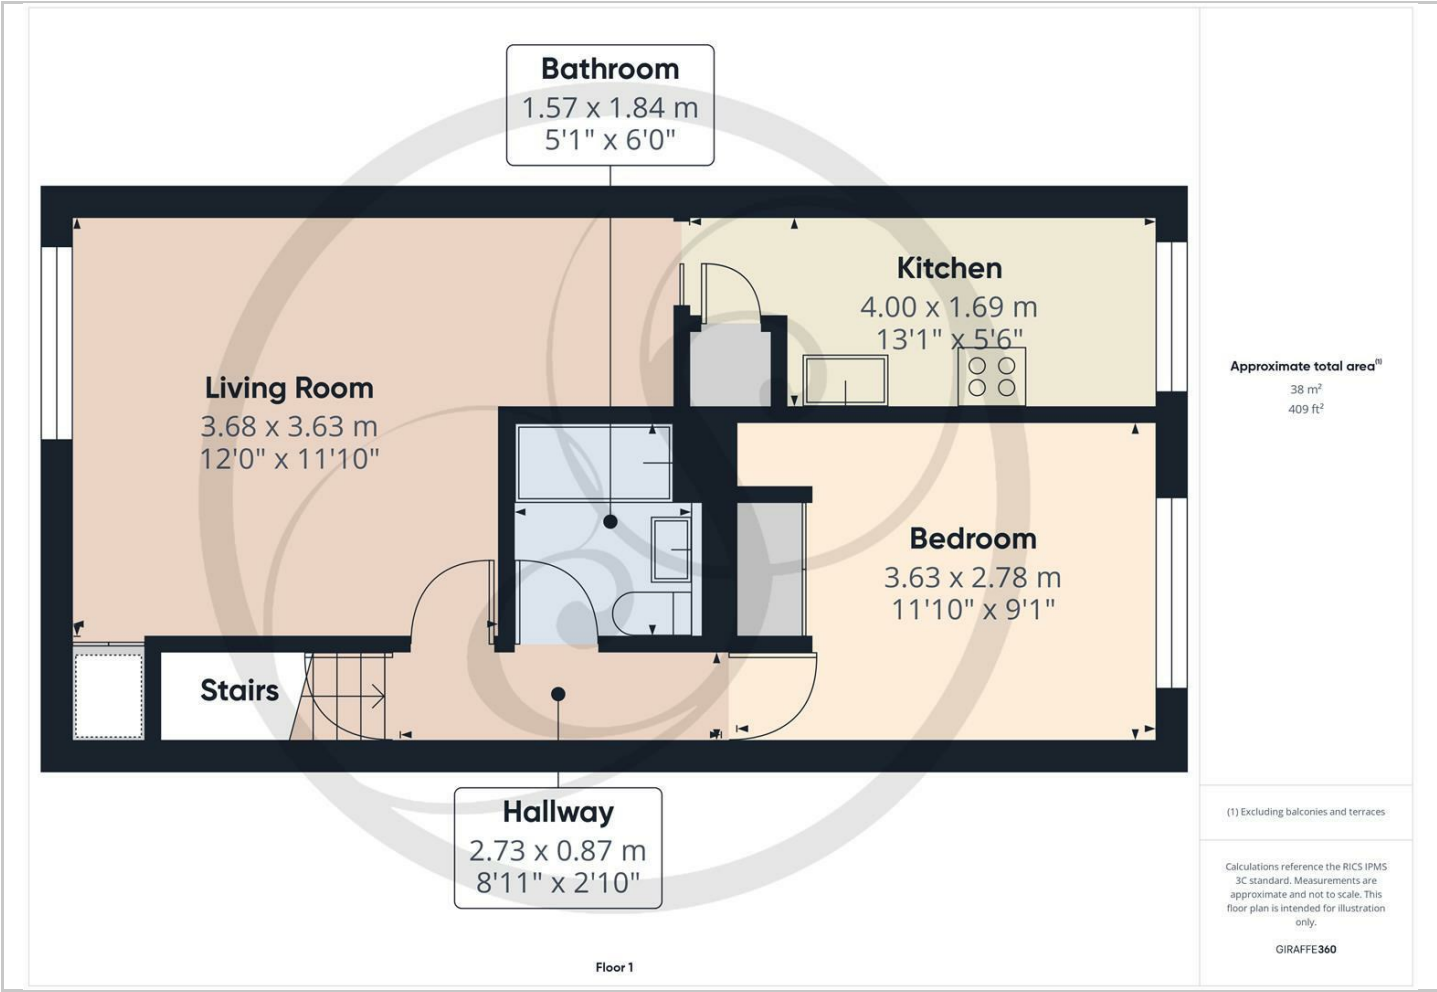 Bathroom
1.57 x 1.84 m
5'1" x 6'0"
Kitchen
4.00 x 1.69 m
13'1" x 5'6"
Living Room
3.68 x 3.63 m
12'0" x 11'10"
Bedroom
3.63 x 2.78 m
11'10" x 9'1"
Stairs
Hallway
2.73 x 0.87 m
8'11" x 2'10"
Floor 1
Approximate total area⁽¹⁾
38 m²
409 ft²
(1) Excluding balconies and terraces
Calculations reference the RICS IPMS
3C standard. Measurements are
approximate and not to scale. This
floor plan is intended for illustration
only.
GIRAFFE360